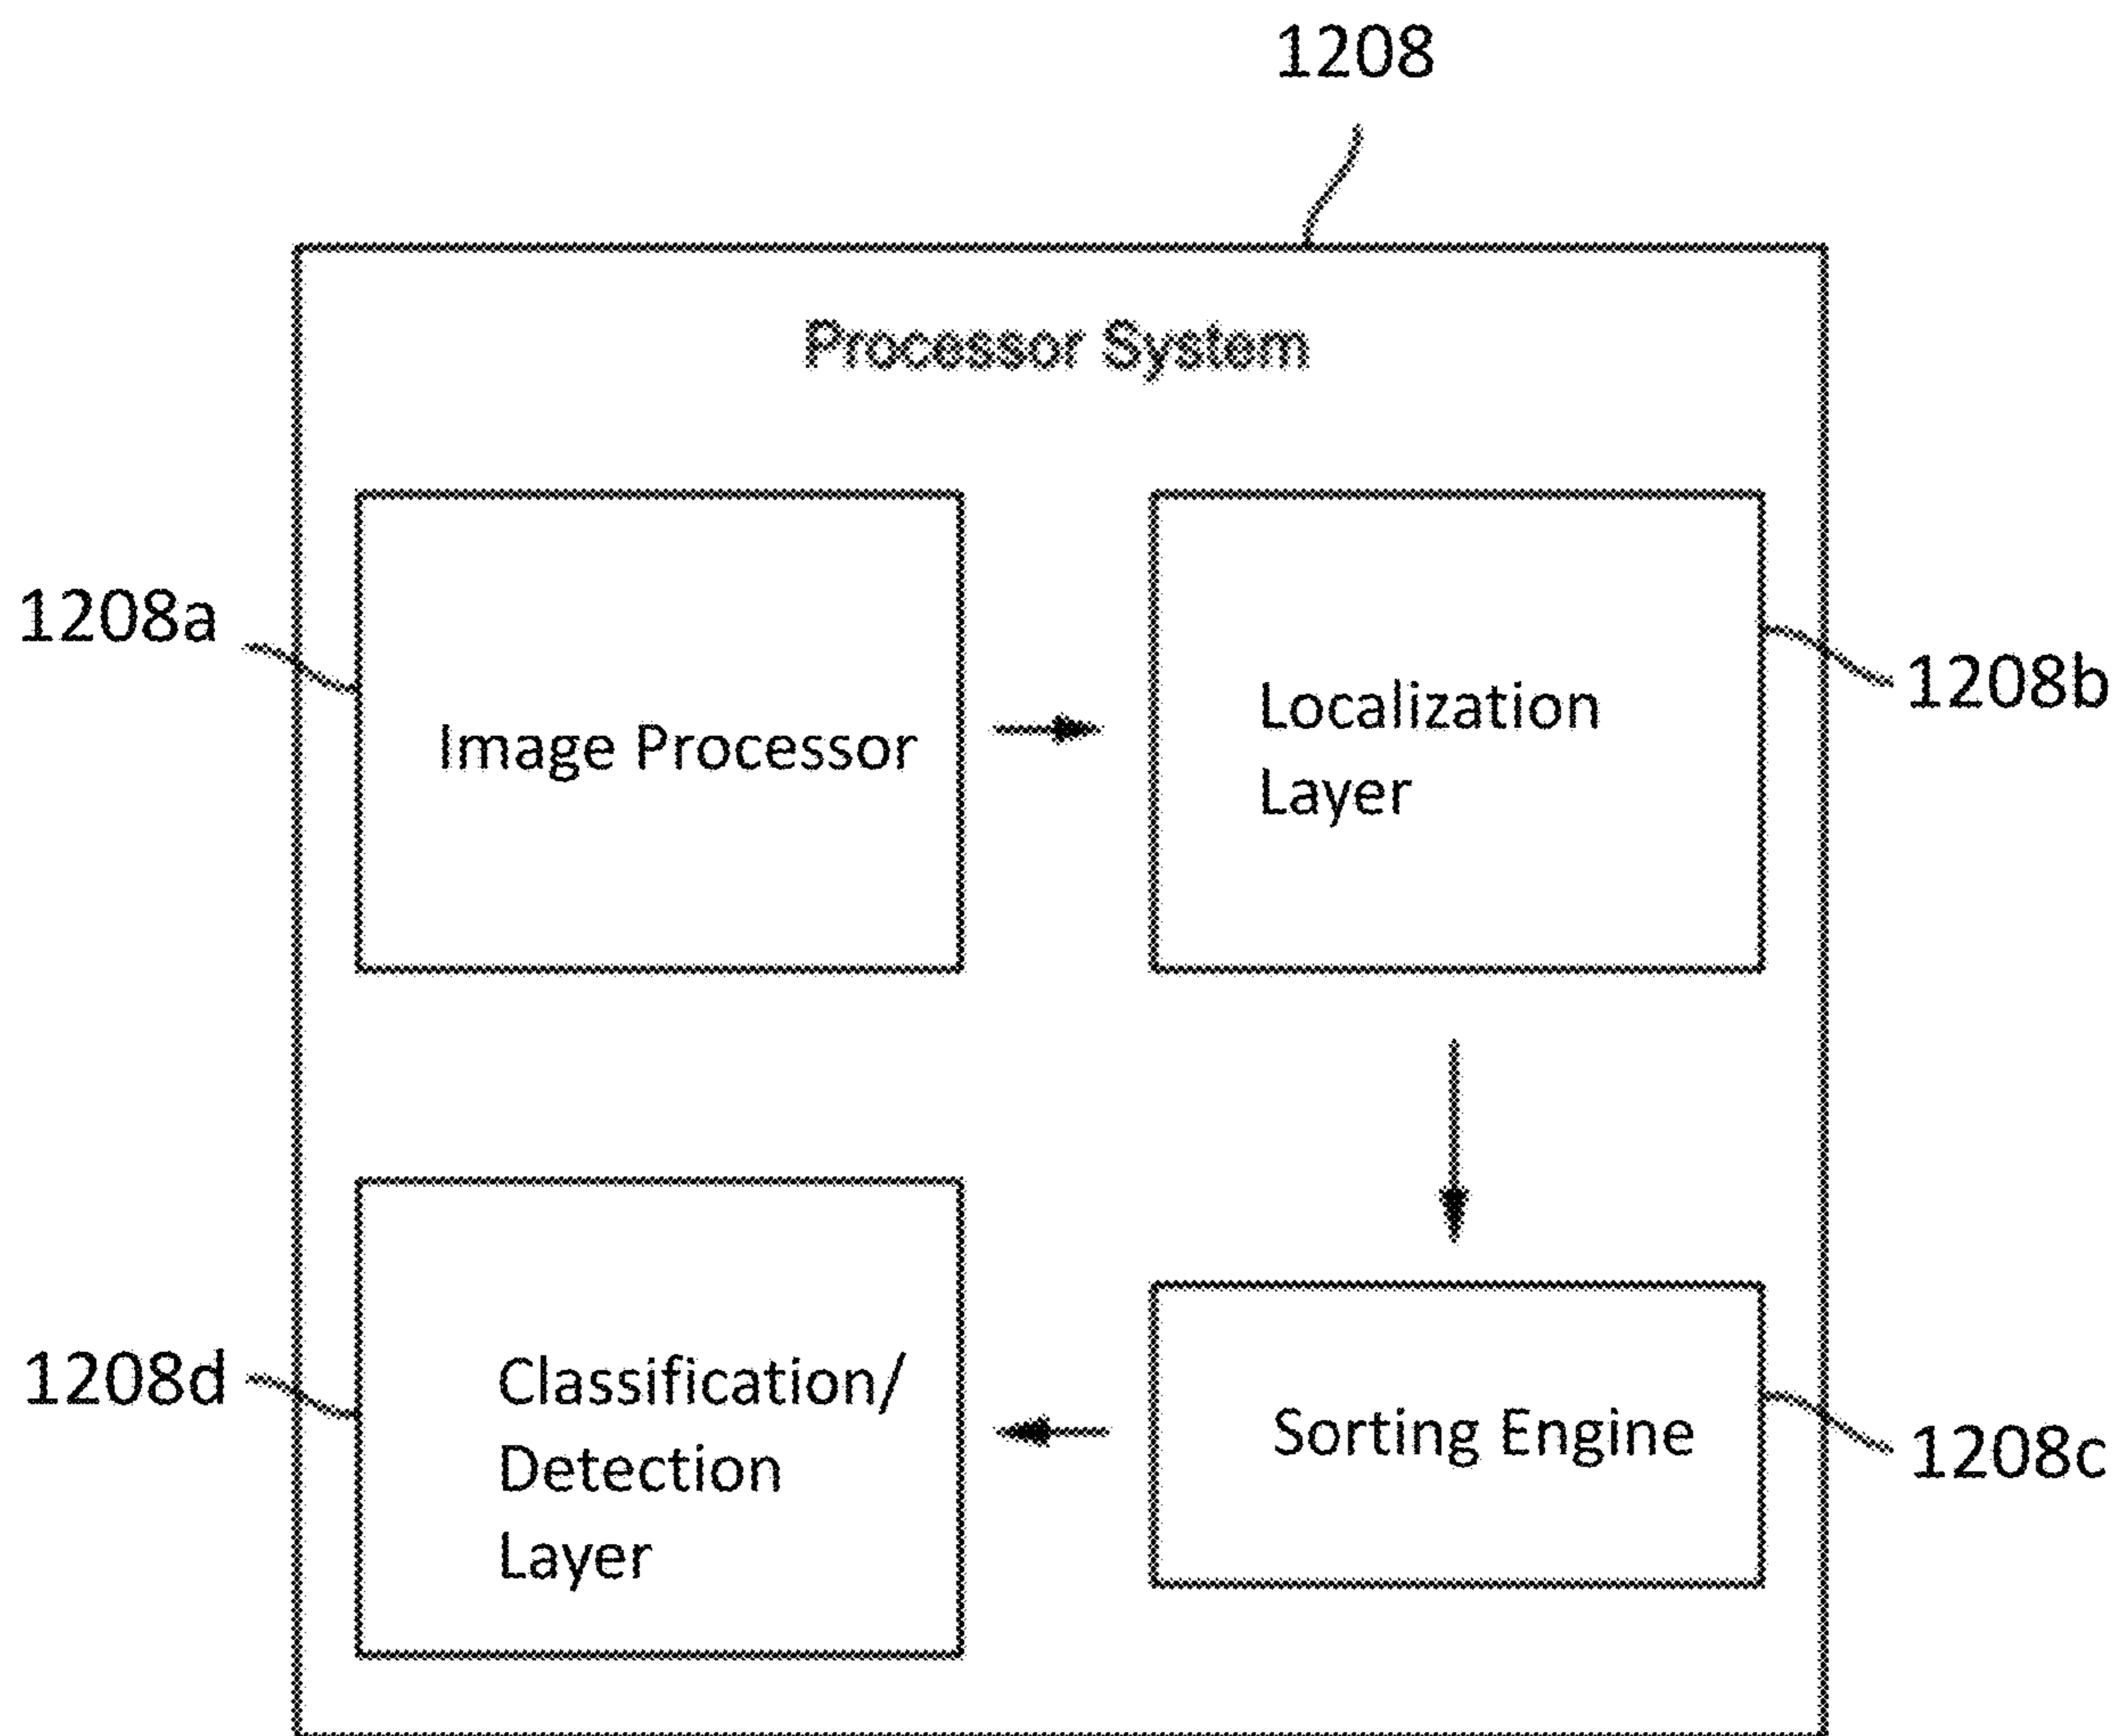 1208
Processor System
1208a
Image Processor
Localization
Layer
1208b
1208d
Classification/
Detection
Layer
Sorting Engine
1208c